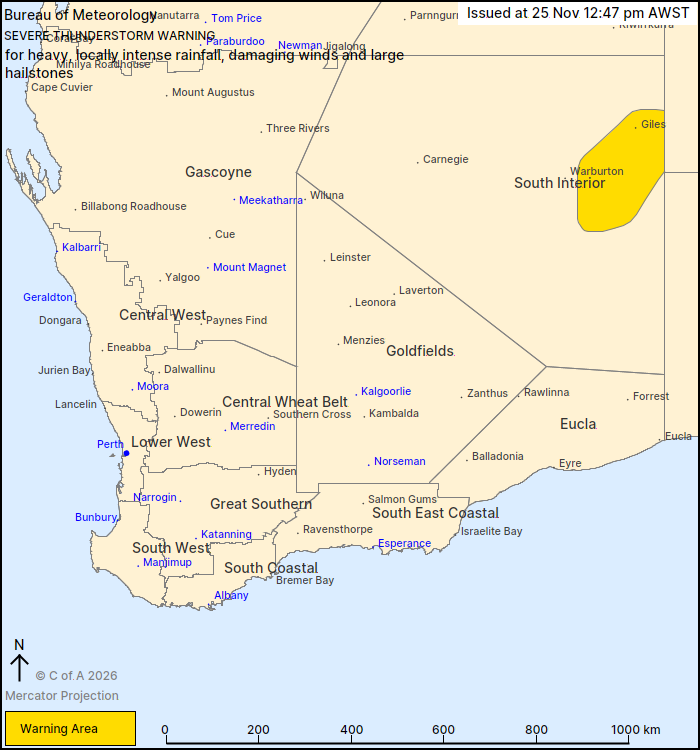 Bureau of Meteorology
Issued at 25 Nov 12:47 pm AWST
SEVERE THUNDERSTORM WARNING
for heavy, locally intense rainfall, damaging winds and large
hailstones
Nanutarra
Tom Price
Parnngurr
Kiwirrkurra
Coral Bay
Paraburdoo
Newman
Jigalong
Minilya Roadhouse
Cape Cuvier
Mount Augustus
Three Rivers
Giles
Carnegie
Gascoyne
Warburton
South Interior
Billabong Roadhouse
Meekatharra
Wiluna
Cue
Kalbarri
Leinster
Mount Magnet
Yalgoo
Laverton
Geraldton
Leonora
Central West
Dongara
Paynes Find
Menzies
Eneabba
Goldfields
Jurien Bay
Dalwallinu
Moora
Kalgoorlie
Zanthus
Rawlinna
Forrest
Lancelin
Central Wheat Belt
Dowerin
Southern Cross
Kambalda
Merredin
Eucla
Perth
Lower West
Eucla
Balladonia
Norseman
Eyre
Hyden
Narrogin
Great Southern
Salmon Gums
South East Coastal
Bunbury
Ravensthorpe
Israelite Bay
Katanning
South West
Esperance
Manjimup
South Coastal
Bremer Bay
Albany
N
© C of A 2026
Mercator Projection
Warning Area
0 200 400 600 800 1000 km